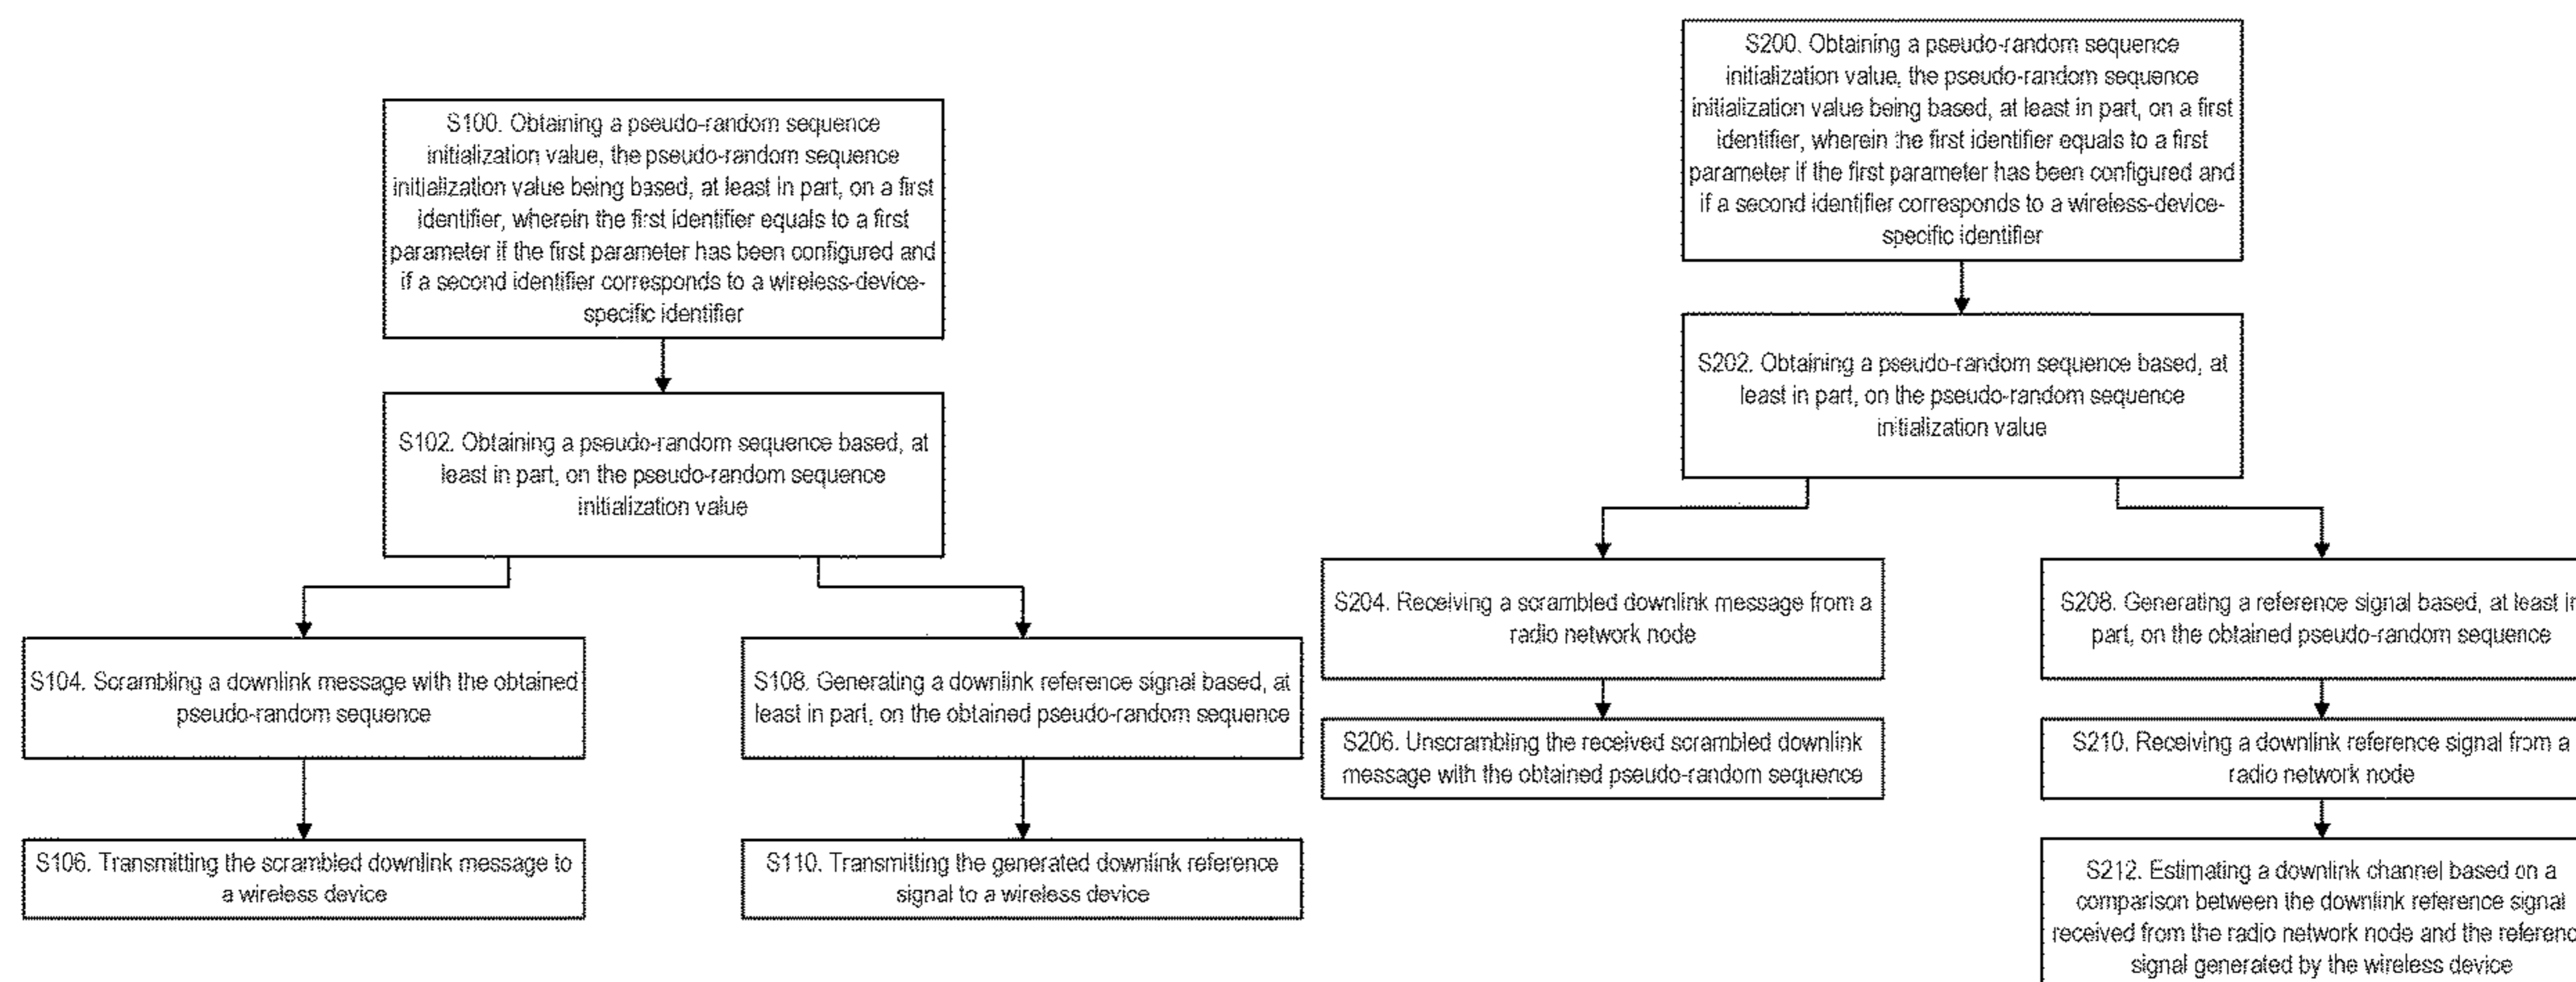 S100. Obtaining a pseudo-random sequence
initialization value, the pseudo-random sequence
initialization value being based, at least in part, on a first
identifier, wherein the first identifier equals to a first
parameter if the first parameter has been configured and
if a second identifier corresponds to a wireless-device-
specific identifier
S102. Obtaining a pseudo-random sequence based, at
least in part, on the pseudo-random sequence
initialization value
S104. Scrambling a downlink message with the obtained
pseudo-random sequence
S106. Transmitting the scrambled downlink message to
a wireless device
S108. Generating a downlink reference signal based, at
least in part, on the obtained pseudo-random sequence
S110. Transmitting the generated downlink reference
signal to a wireless device
S200. Obtaining a pseudo-random sequence
initialization value, the pseudo-random sequence
initialization value being based, at least in part, on a first
identifier, wherein the first identifier equals to a first
parameter if the first parameter has been configured and
if a second identifier corresponds to a wireless-device-
specific identifier
S202. Obtaining a pseudo-random sequence based, at
least in part, on the pseudo-random sequence
initialization value
S204. Receiving a scrambled downlink message from a
radio network node
S206. Unscrambling the received scrambled downlink
message with the obtained pseudo-random sequence
S208. Generating a reference signal based, at least in
part, on the obtained pseudo-random sequence
S210. Receiving a downlink reference signal from a
radio network node
S212. Estimating a downlink channel based on a
comparison between the downlink reference signal
received from the radio network node and the referenc
signal generated by the wireless device